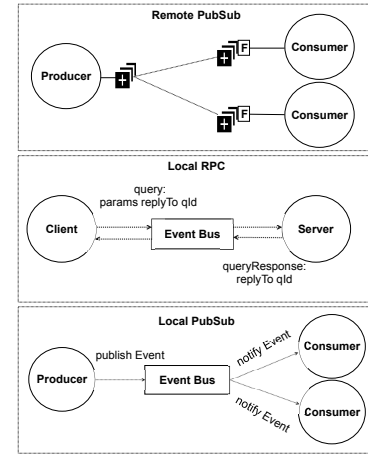 Remote PubSub
Producer
+
+
F
Consumer
+
F
Consumer
Local RPC
query:
params replyTo qId
Client
Event Bus
Server
queryResponse:
replyTo qId
Local PubSub
publish Event
Producer
Event Bus
notify Event
Consumer
notify Event
Consumer